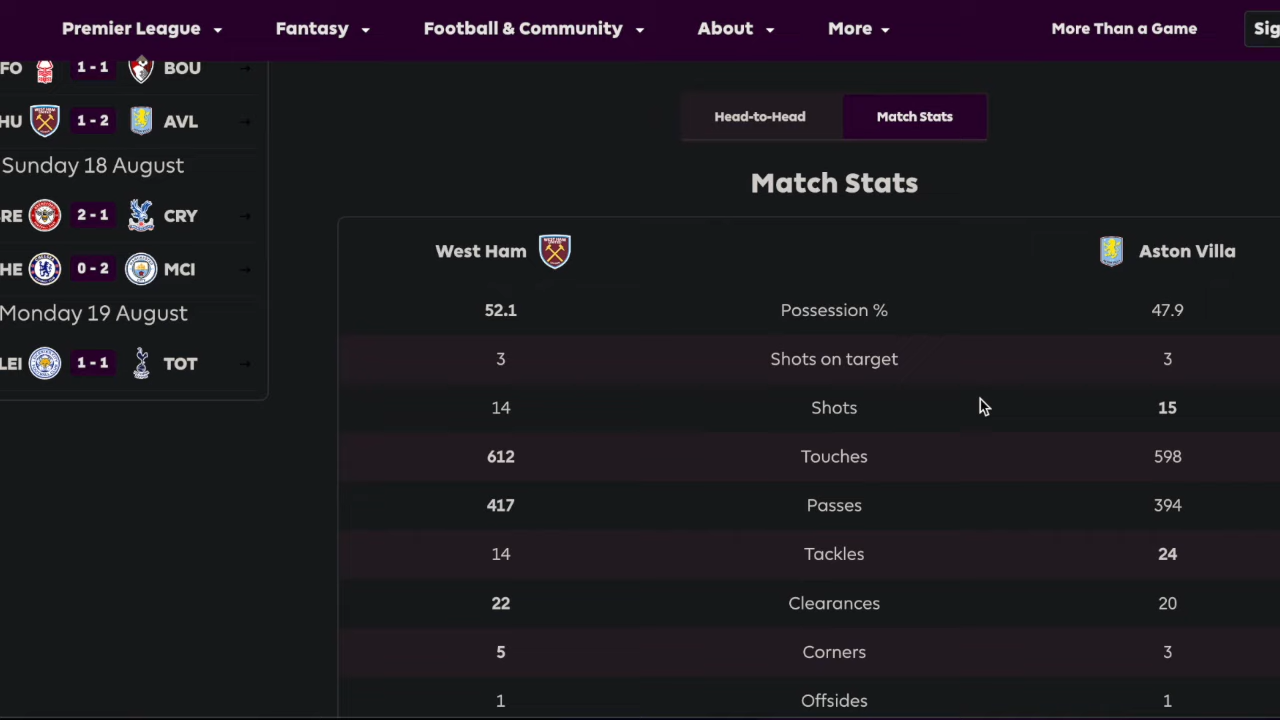 Premier League Fantasy Football & Community About More More Than a Game Sig
FO 1 - 1 BOU
HU 1 - 2 AVL
Sunday 18 August
RE 2 - 1 CRY
HE 0 - 2 MCI
Monday 19 August
LEI 1 - 1 TOT
Head-to-Head Match Stats
Match Stats
West Ham Aston Villa
52.1 Possession % 47.9
3 Shots on target 3
14 Shots 15
612 Touches 598
417 Passes 394
14 Tackles 24
22 Clearances 20
5 Corners 3
1 Offsides 1